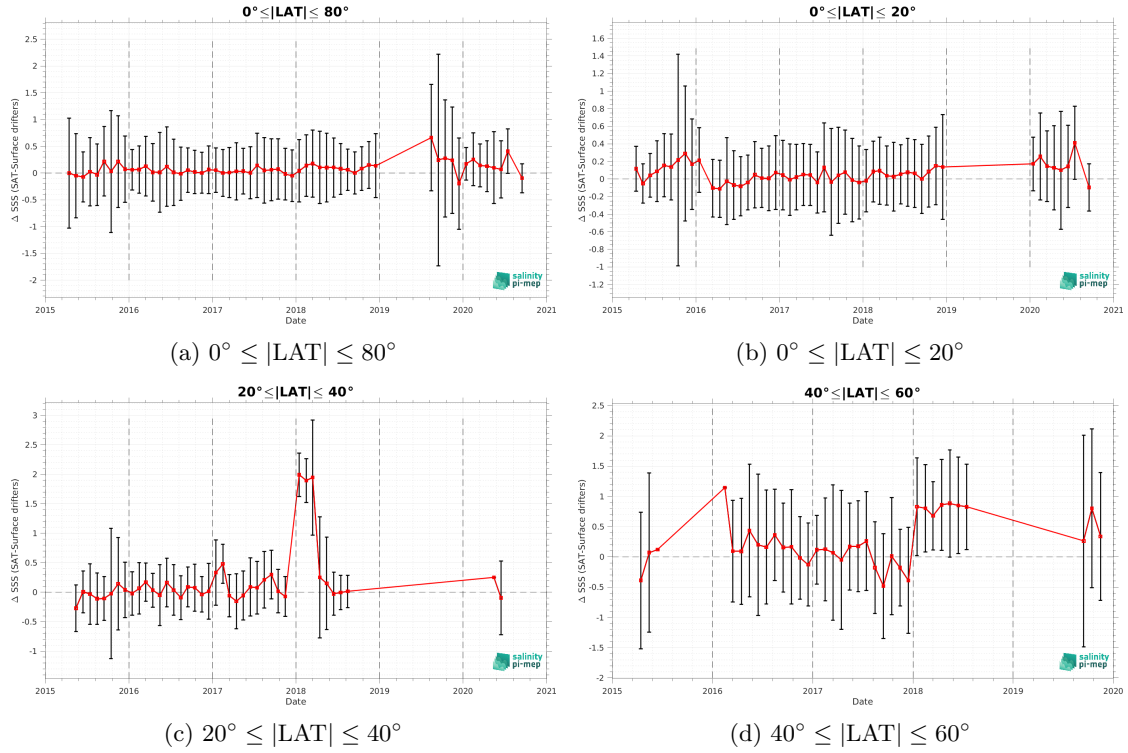 0°≤|LAT|≤ 80°
Δ SSS (SAT-Surface drifters)
2.5
2
1.5
1
0.5
0
-0.5
-1
-1.5
-2
2015 2016 2017 2018 2019 2020 2021
Date
salinity
pi-mep
(a) 0° ≤ |LAT| ≤ 80°
0°≤|LAT|≤ 20°
Δ SSS (SAT-Surface drifters)
1.6
1.4
1.2
1
0.8
0.6
0.4
0.2
0
-0.2
-0.4
-0.6
-0.8
-1
-1.2
2015 2016 2017 2018 2019 2020 2021
Date
salinity
pi-mep
(b) 0° ≤ |LAT| ≤ 20°
20°≤|LAT|≤ 40°
Δ SSS (SAT-Surface drifters)
3
2.5
2
1.5
1
0.5
0
-0.5
-1
2015 2016 2017 2018 2019 2020 2021
Date
salinity
pi-mep
(c) 20° ≤ |LAT| ≤ 40°
40°≤|LAT|≤ 60°
Δ SSS (SAT-Surface drifters)
2.5
2
1.5
1
0.5
0
-0.5
-1
-1.5
-2
2015 2016 2017 2018 2019 2020
Date
salinity
pi-mep
(d) 40° ≤ |LAT| ≤ 60°